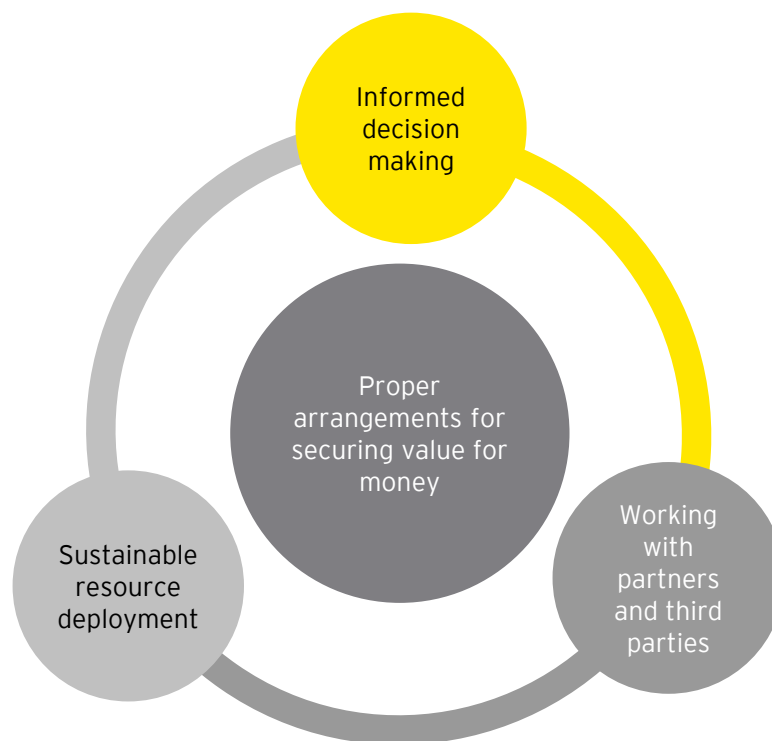 Informed
decision
making
Proper
arrangements for
securing value for
money
Sustainable
resource
deployment
Working
with
partners
and third
parties